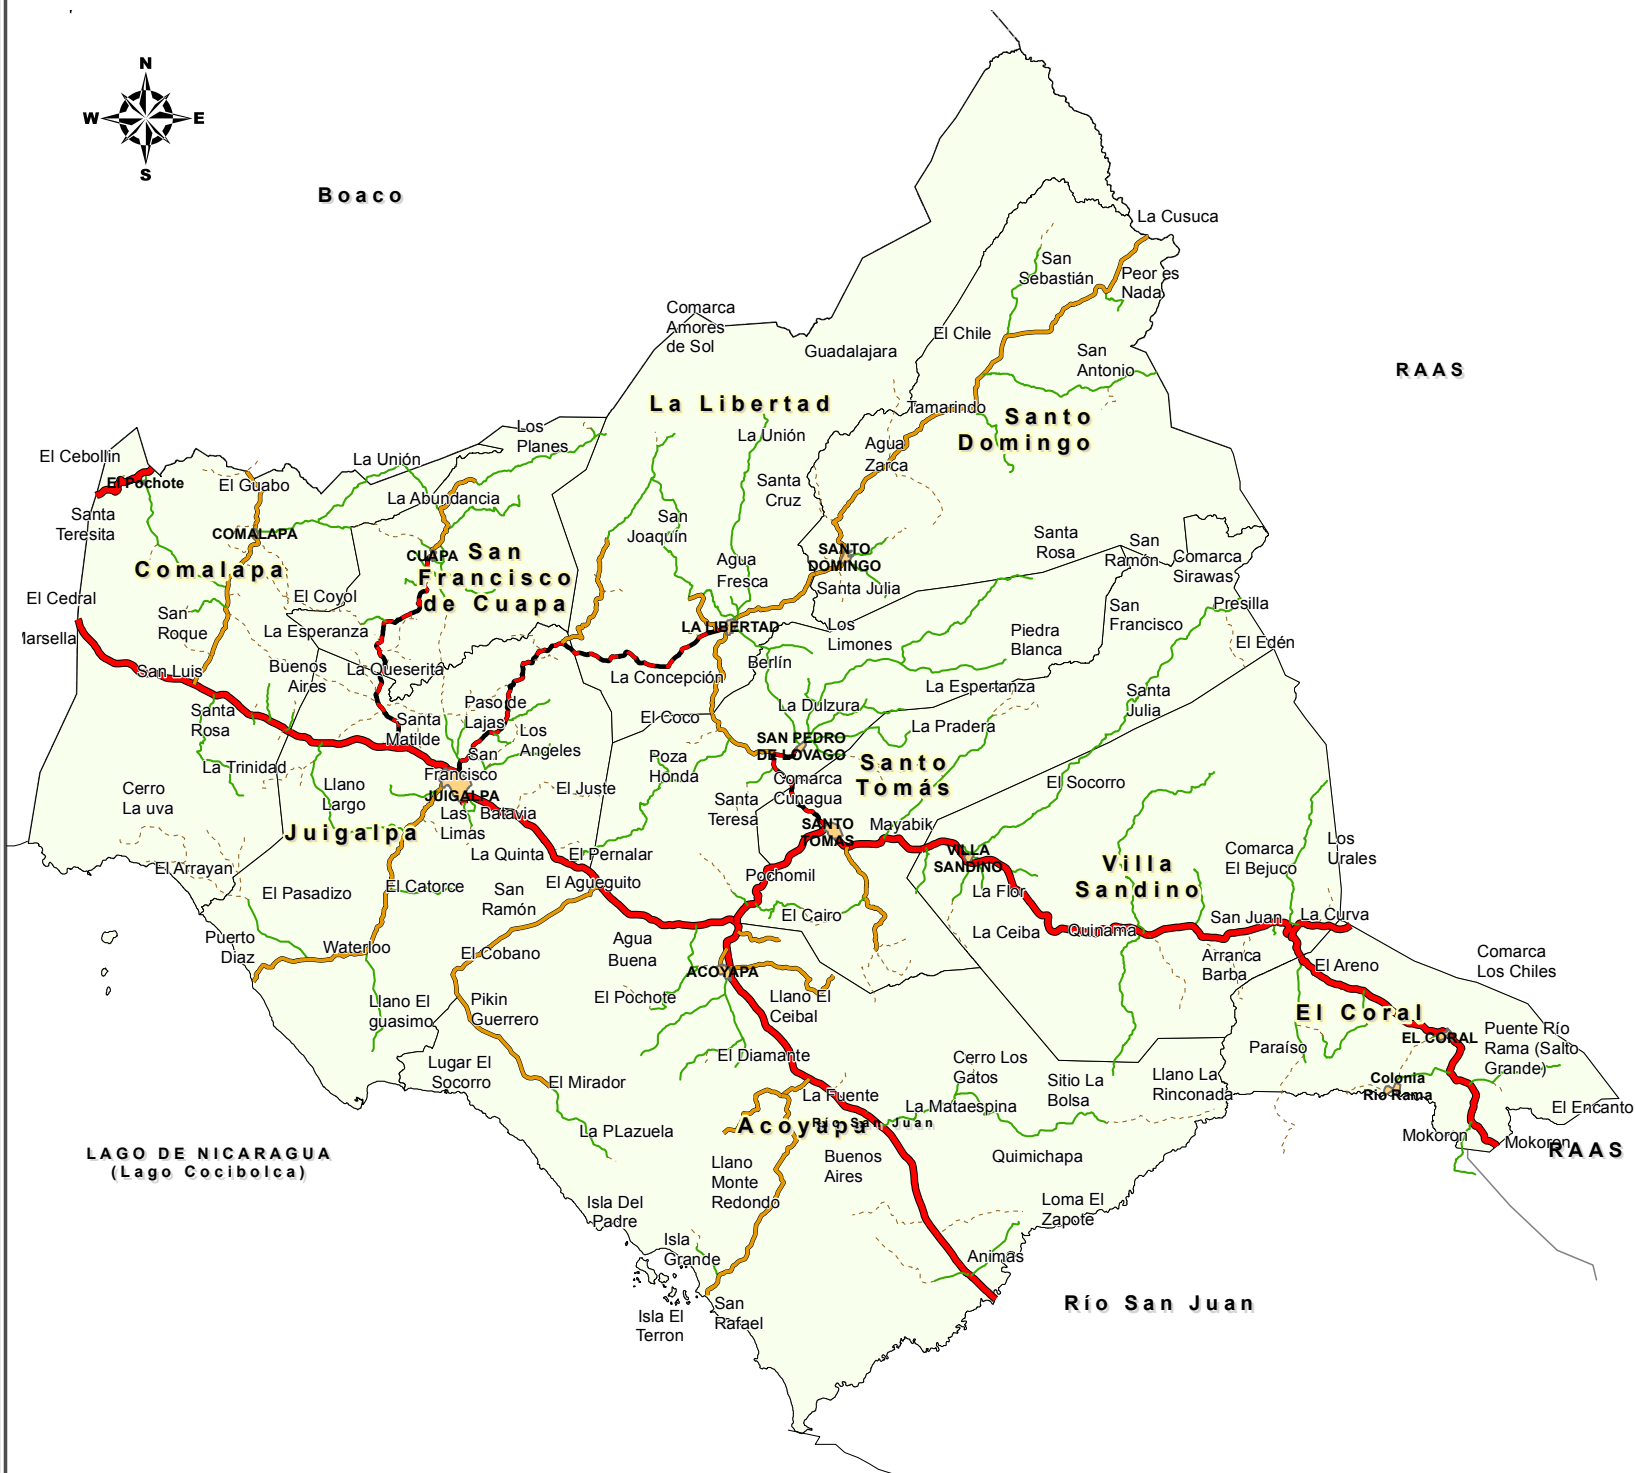 N
W
E
S
Boaco
La Cusuca
San
Sebastián
Peor es
Nada
Comarca
Amores
de Sol
El Chile
Guadalajara
San
Antonio
RAAS
La Libertad
Tamarindo
Santo
Domingo
Los
Planes
La Unión
Agua
Zarca
El Cebollin
La Unión
El Pochote
El Guabo
La Abundancia
Santa
Cruz
Santa
Teresita
San
Joaquín
COMALAPA
Santa
Rosa
San
Ramón
CUAPA
San
Francisco
de Cuapa
SANTO
DOMINGO
Comarca
Sirawas
Comalapa
Agua
Fresca
Santa Julia
El Cedral
El Coyol
San
Roque
La Esperanza
LA LIBERTAD
Los
Limones
Piedra
Blanca
San
Francisco
Presilla
El Edén
Marsella
San Luis
Buenos
Aires
La Queserita
La Concepción
Berlín
La Espertanza
Santa
Rosa
Paso de
Lajas
Santa
Matilde
Los
Angeles
El Coco
La Dulzura
La Pradera
Santa
Julia
San
Francisco
Poza
Honda
SAN PEDRO
DE LOVAGO
Santo
Tomás
La Trinidad
Cerro
La uva
Llano
Largo
JUIGALPA
El Juste
Comarca
Cunagua
El Socorro
Las
Limas
Batavia
Santa
Teresa
Juigalpa
SANTO
TOMAS
Mayabik
La Quinta
El Pernalar
VILLA
SANDINO
Villa
Sandino
Comarca
El Bejuco
Los
Urales
El Arrayan
El Pasadizo
El Catorce
San
Ramón
El Agueguito
Pochomil
La Flor
El Cairo
San Juan
La Curva
Puerto
Diaz
Waterloo
El Cobano
Agua
Buena
La Ceiba
Quinama
Arranca
Barba
El Areno
Comarca
Los Chiles
ACOYAPA
Llano El
guasimo
Pikin
Guerrero
El Pochote
Llano El
Ceibal
El Coral
EL CORAL
Puente Río
Rama (Salto
Grande)
Lugar El
Socorro
El Mirador
El Diamante
Cerro Los
Gatos
Sitio La
Bolsa
Llano La
Rinconada
Paraíso
Colonia
Rio Rama
La Fuente
La Mataespina
El Encanto
La PLazuela
Acoyapa
Río San Juan
Mokoron
Mokoron
RAAS
LAGO DE NICARAGUA
(Lago Cocibolca)
Llano
Monte
Redondo
Buenos
Aires
Quimichapa
Isla Del
Padre
Loma El
Zapote
Isla
Grande
Animas
Isla El
Terron
San
Rafael
Río San Juan